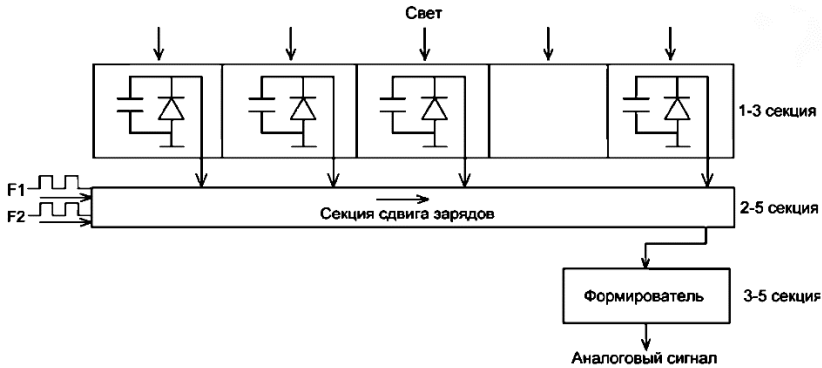 Свет
1-3 секция
F1
F2
Секция сдвига зарядов
2-5 секция
Формирователь
3-5 секция
Аналоговый сигнал